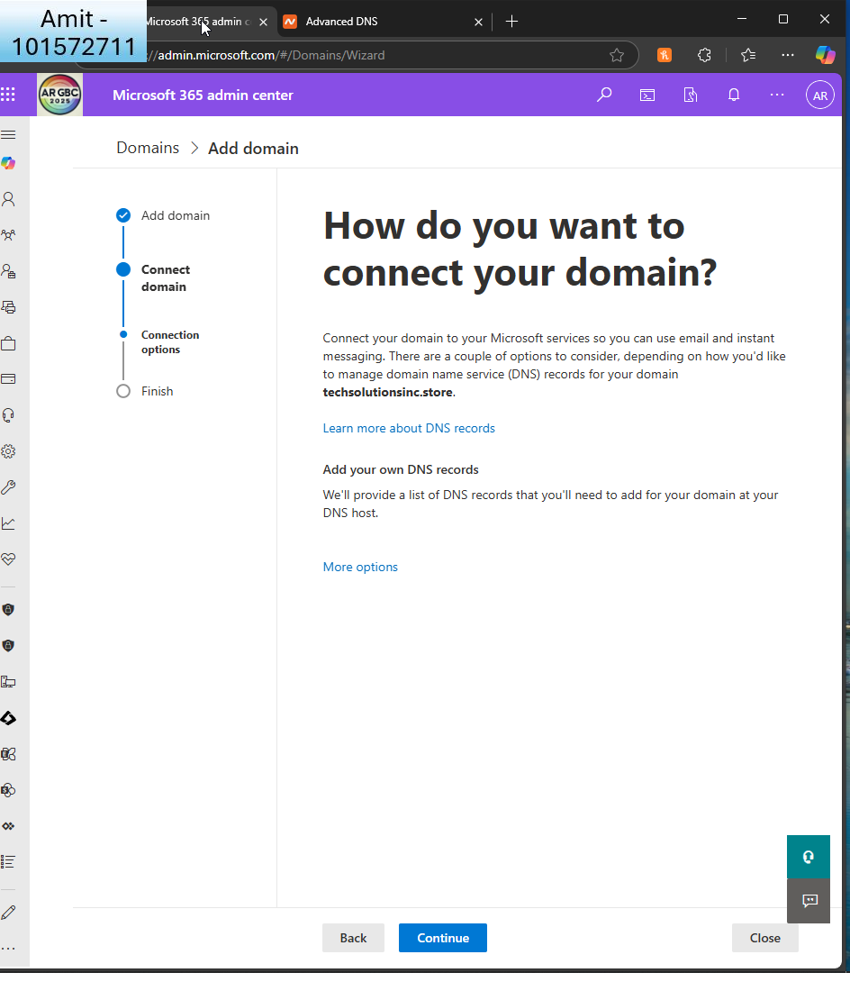 Amit -
101572711
Microsoft 365 admin c
Advanced DNS
//admin.microsoft.com/#/Domains/Wizard
AR GBC
2025
Microsoft 365 admin center
AR
Domains > Add domain
Add domain
Connect
domain
Connection
options
Finish
How do you want to
connect your domain?
Connect your domain to your Microsoft services so you can use email and instant
messaging. There are a couple of options to consider, depending on how you'd like
to manage domain name service (DNS) records for your domain
techsolutionsinc.store.
Learn more about DNS records
Add your own DNS records
We'll provide a list of DNS records that you'll need to add for your domain at your
DNS host.
More options
Back
Continue
Close